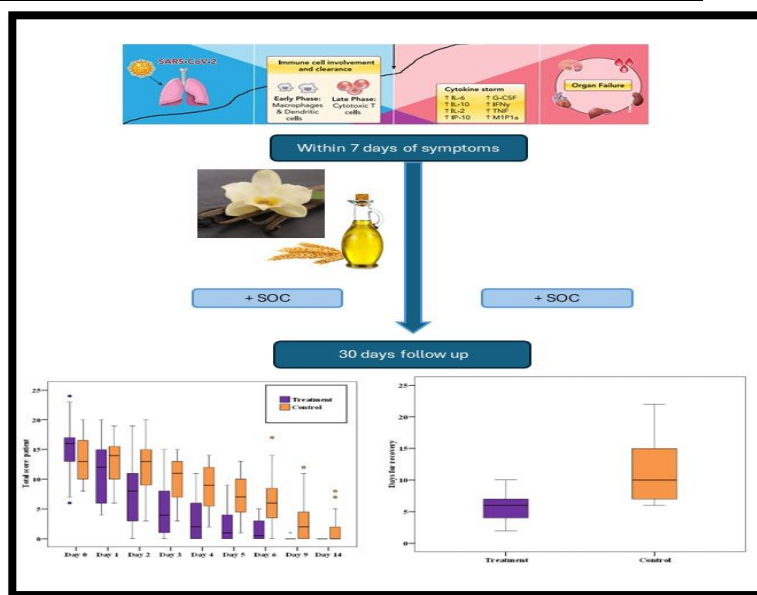 SARS-CoV-2
Immune cell involvement
and clearance
Early Phase:
Macrophages
& Dendritic
cells
Late Phase:
Cytotoxic T
cells
Cytokine storm
↑ IL-6 ↑ G-CSF
↑ IL-10 ↑ IFNy
↑ IL-2 ↑ TNF
↑ IP-10 ↑ M1P1a
Organ Failure
Within 7 days of symptoms
+ SOC
+ SOC
30 days follow up
Total score patient
25
20
15
10
5
0
Treatment
Control
Day 0 Day 1 Day 2 Day 3 Day 4 Day 5 Day 6 Day 9 Day 14
Days for recovery
25
20
15
10
5
0
Treatment
Control